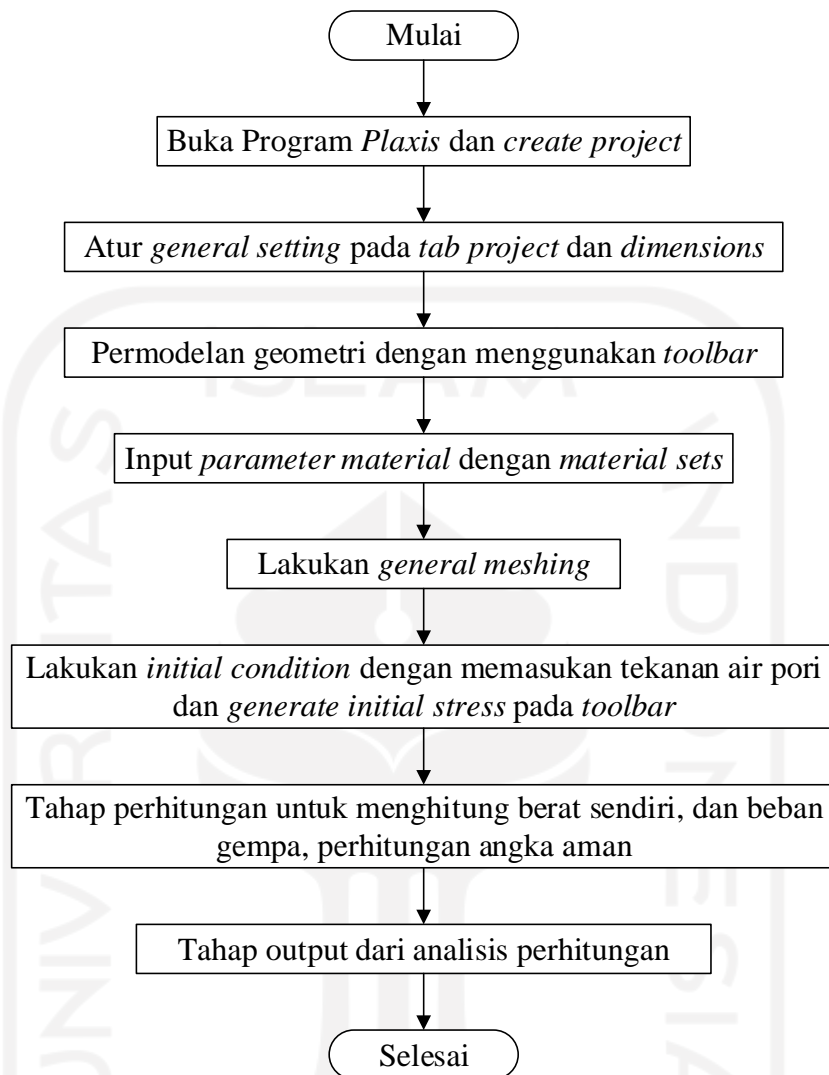 Mulai
Buka Program Plaxis dan create project
Atur general setting pada tab project dan dimensions
Permodelan geometri dengan menggunakan toolbar
ISLAM
Input parameter material dengan material sets
Lakukan general meshing
Lakukan initial condition dengan memasukan tekanan air pori
dan generate initial stress pada toolbar
Tahap perhitungan untuk menghitung berat sendiri, dan beban
gempa, perhitungan angka aman
Tahap output dari analisis perhitungan
Selesai